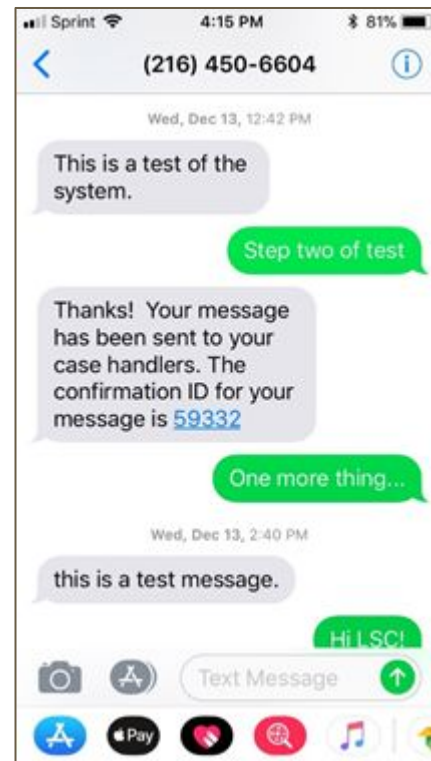 Sprint 4:15 PM 81%
(216) 450-6604
Wed, Dec 13, 12:42 PM
This is a test of the
system.
Step two of test
Thanks!  Your message
has been sent to your
case handlers. The
confirmation ID for your
message is 59332
One more thing...
Wed, Dec 13, 2:40 PM
this is a test message.
Hi LSC!
Text Message
Pay